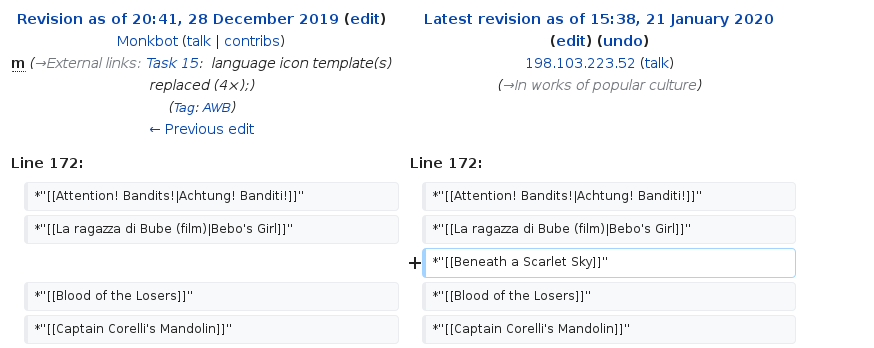 Revision as of 20:41, 28 December 2019 (edit)
Monkbot (talk | contribs)
m (→External links: Task 15: language icon template(s)
replaced (4×);)
(Tag: AWB)
← Previous edit
Latest revision as of 15:38, 21 January 2020
(edit) (undo)
198.103.223.52 (talk)
(→In works of popular culture)
Line 172:
*''[[Attention! Bandits!|Achtung! Banditi!]]''
*''[[La ragazza di Bube (film)|Bebo's Girl]]''
*''[[Blood of the Losers]]''
*''[[Captain Corelli's Mandolin]]''
Line 172:
*''[[Attention! Bandits!|Achtung! Banditi!]]''
*''[[La ragazza di Bube (film)|Bebo's Girl]]''
+ *''[[Beneath a Scarlet Sky]]''
*''[[Blood of the Losers]]''
*''[[Captain Corelli's Mandolin]]''